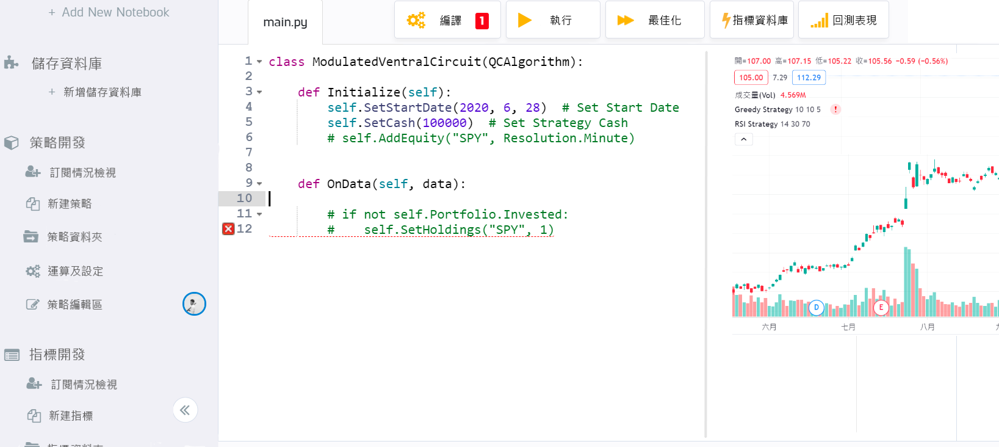 + Add New Notebook
儲存資料庫
+ 新增儲存資料庫
策略開發
訂閱情況檢視
新建策略
策略資料夾
運算及設定
策略編輯區
指標開發
訂閱情況檢視
新建指標
main.py
編譯 1
執行
最佳化
指標資料庫
回測表現
1 class ModulatedVentralCircuit(QCAlgorithm):
2
3 def Initialize(self):
4 self.SetStartDate(2020, 6, 28)  # Set Start Date
5 self.SetCash(100000)  # Set Strategy Cash
6 # self.AddEquity("SPY", Resolution.Minute)
7
8
9 def OnData(self, data):
10
11 # if not self.Portfolio.Invested:
12 #    self.SetHoldings("SPY", 1)
開=107.00 高=107.15 低=105.22 收=105.56 −0.59 (−0.56%)
105.00 7.29 112.29
成交量(Vol) 4.569M
Greedy Strategy 10 10 5 !
RSI Strategy 14 30 70
D
E
六月 七月 八月